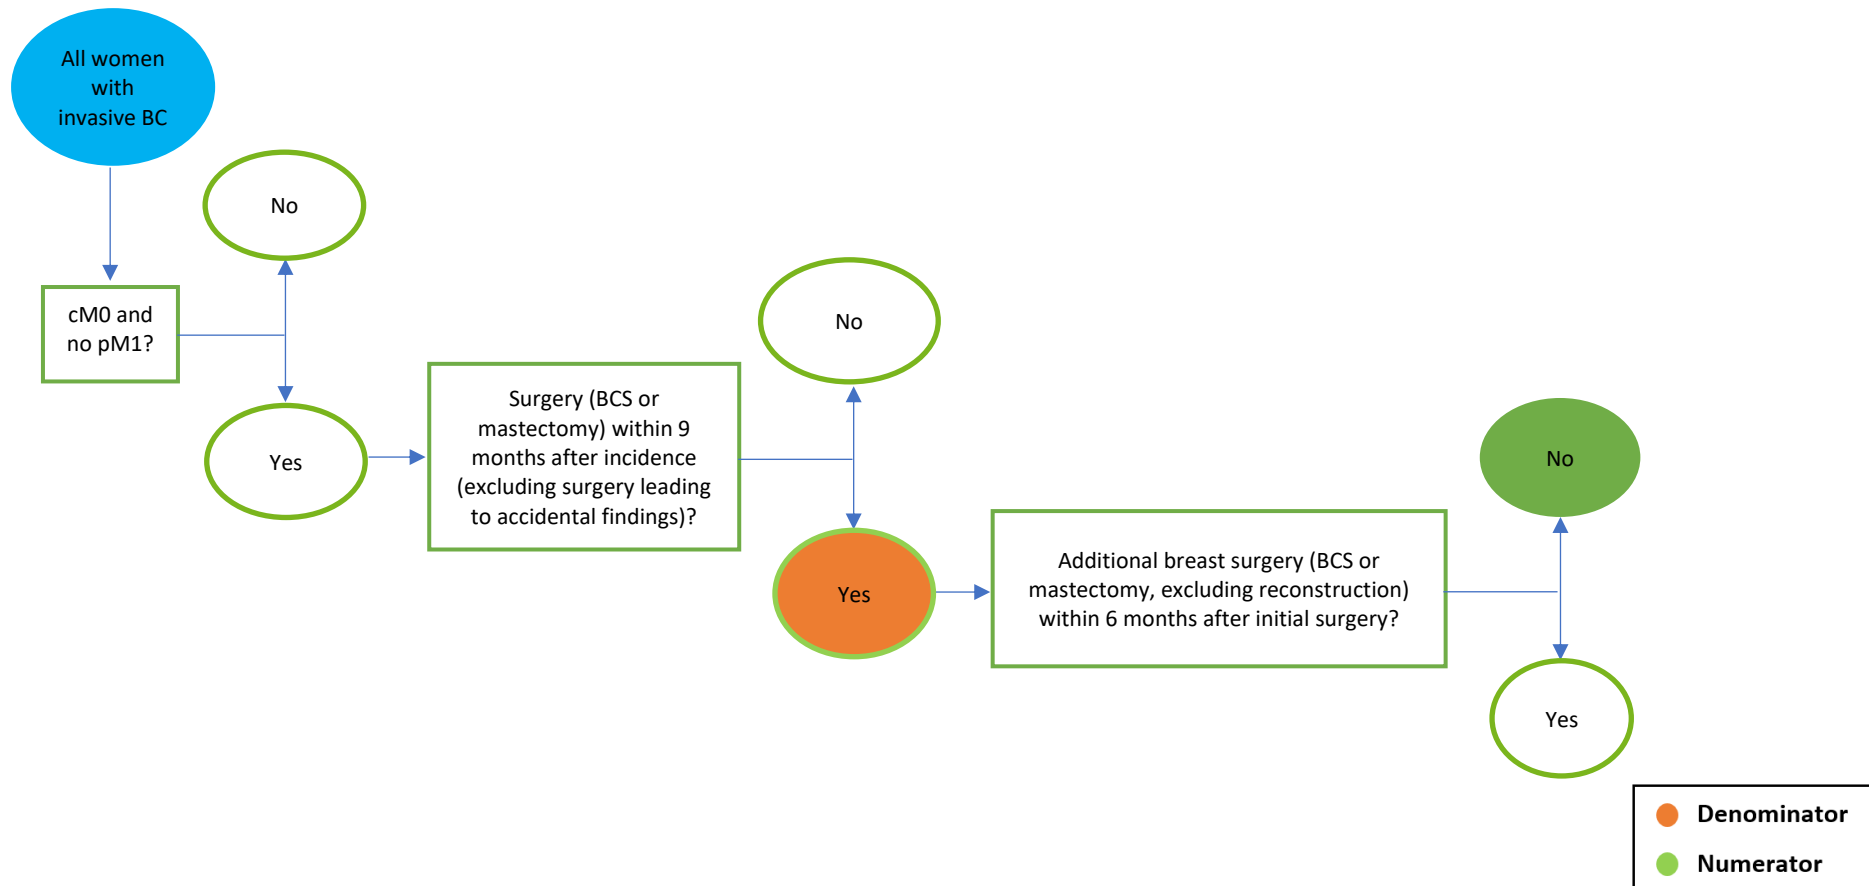 All women
with
invasive BC
No
cM0 and
no pM1?
Yes
Surgery (BCS or
mastectomy) within 9
months after incidence
(excluding surgery leading
to accidental findings)?
No
Yes
Additional breast surgery (BCS or
mastectomy, excluding reconstruction)
within 6 months after initial surgery?
No
Yes
Denominator
Numerator